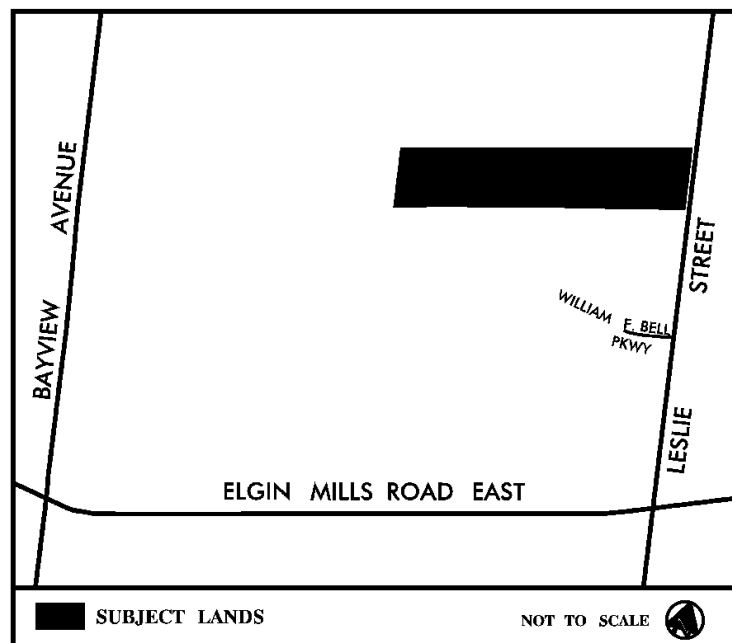 BAYVIEW AVENUE
LESLIE STREET
WILLIAM
F. BELL
PKWY
ELGIN MILLS ROAD EAST
SUBJECT LANDS
NOT TO SCALE